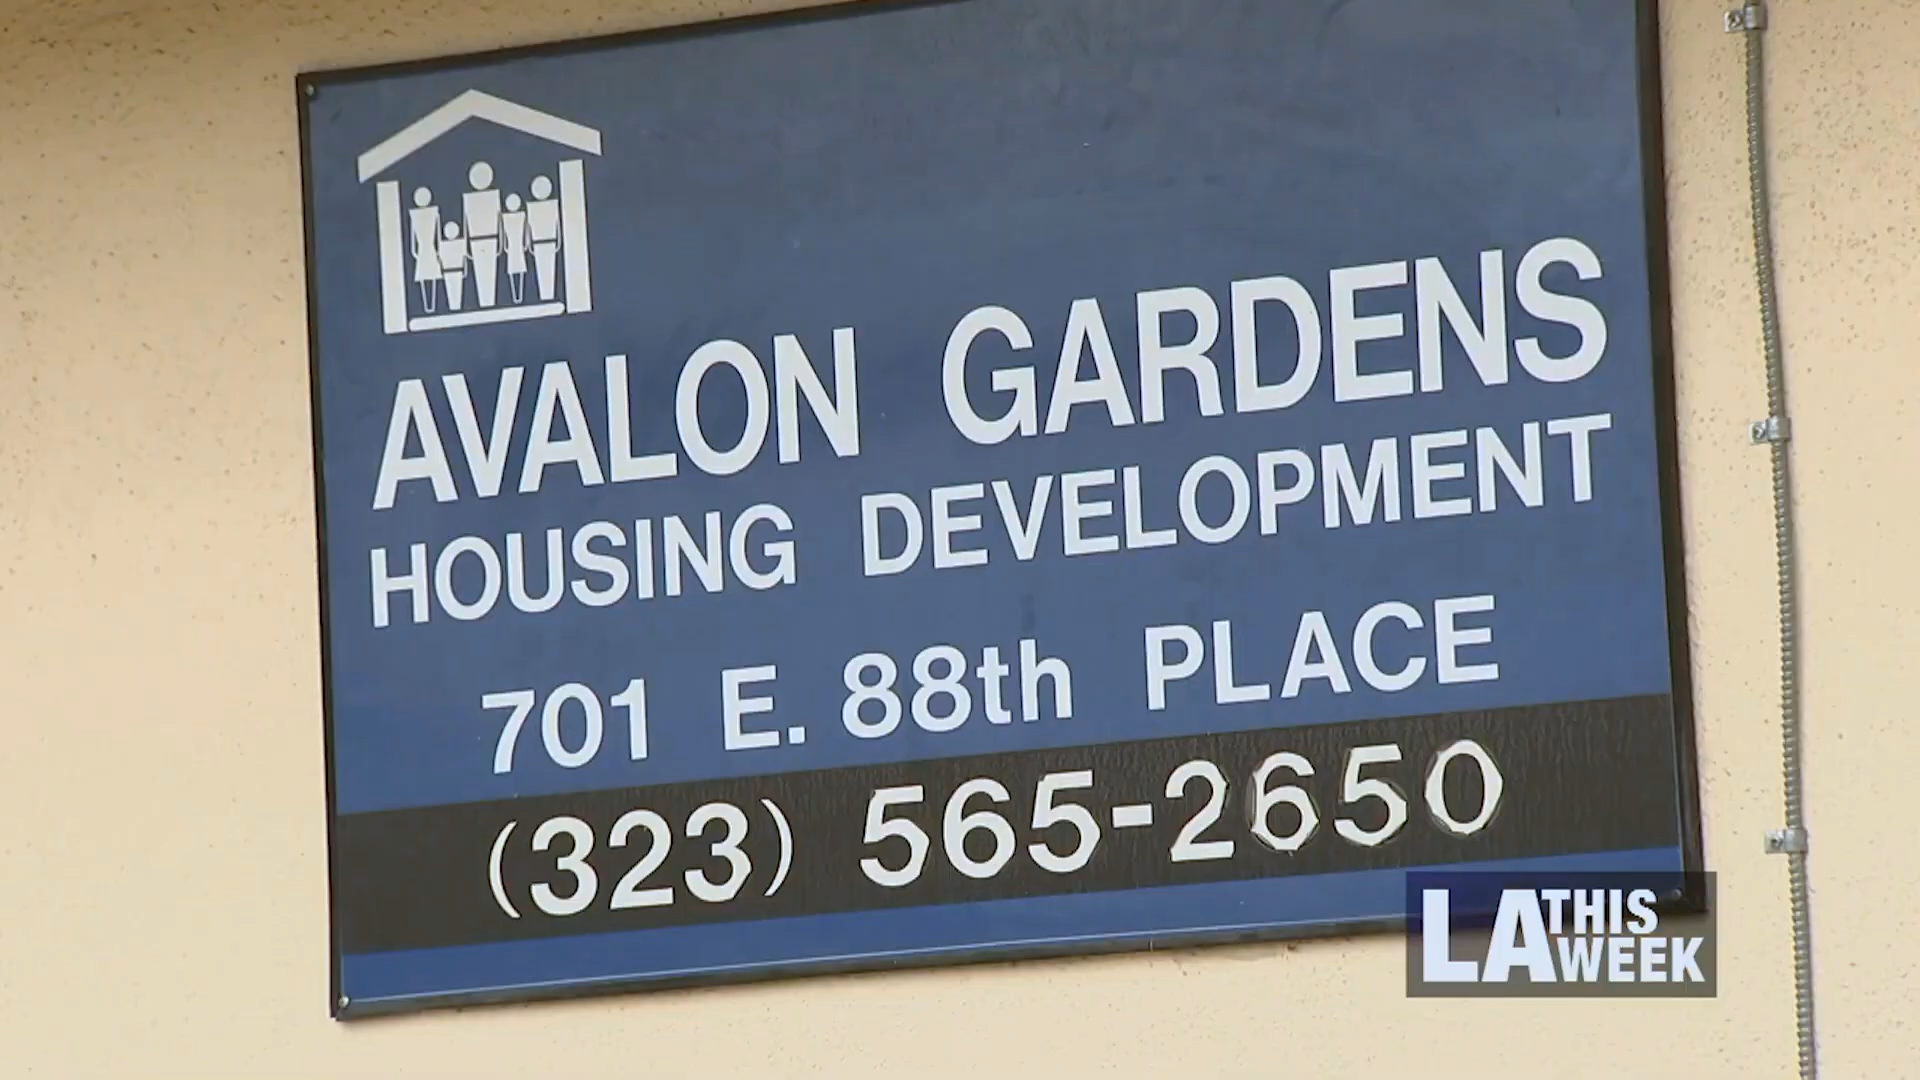 AVALON GARDENS
HOUSING DEVELOPMENT
701 E. 88th PLACE
(323) 565-2650
LA THIS WEEK